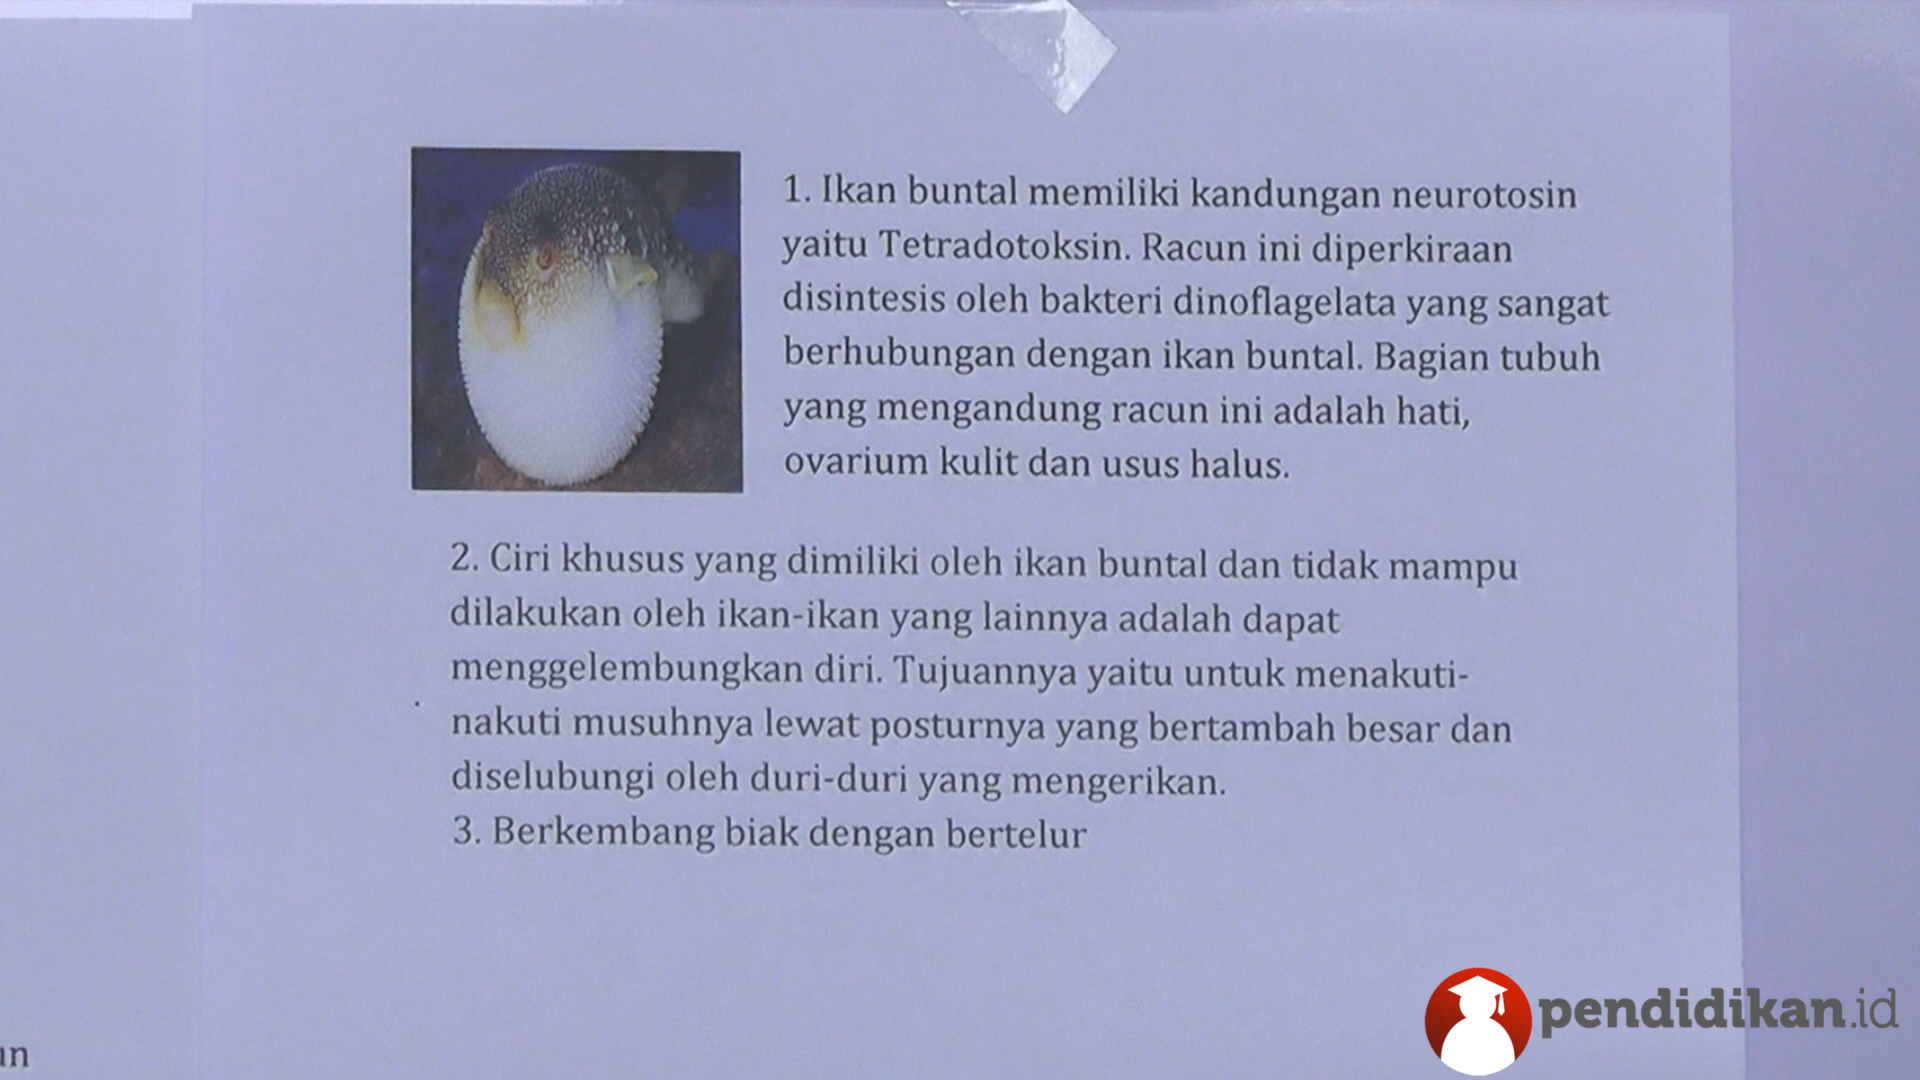 1. Ikan buntal memiliki kandungan neurotosin
yaitu Tetradotoksin. Racun ini diperkiraan
disintesis oleh bakteri dinoflagelata yang sangat
berhubungan dengan ikan buntal. Bagian tubuh
yang mengandung racun ini adalah hati,
ovarium kulit dan usus halus.
2. Ciri khusus yang dimiliki oleh ikan buntal dan tidak mampu
dilakukan oleh ikan-ikan yang lainnya adalah dapat
menggelembungkan diri. Tujuannya yaitu untuk menakuti-
nakuti musuhnya lewat posturnya yang bertambah besar dan
diselubungi oleh duri-duri yang mengerikan.
3. Berkembang biak dengan bertelur
pendidikan.id